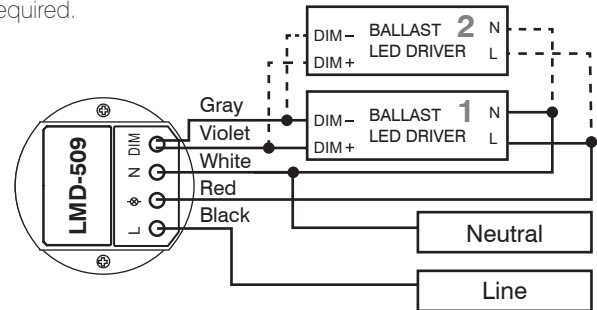 equired.
DIM – BALLAST 2 N
DIM + LED DRIVER L
Gray
DIM – BALLAST 1 N
DIM + LED DRIVER L
Violet
White
Red
Black
LMD-509
DIM
N
L
Neutral
Line